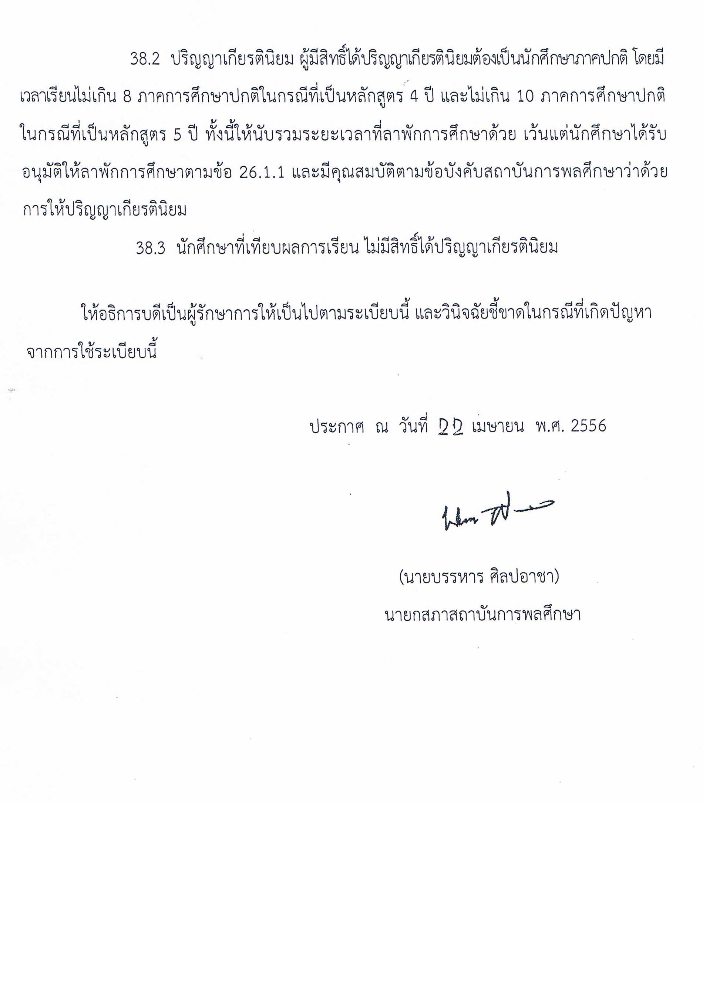 38.2 ปริญญาเกียรตินิยม ผู้มีสิทธิ์ได้ปริญญาเกียรตินิยมต้องเป็นนักศึกษาภาคปกติ โดยมี
เวลาเรียนไม่เกิน 8 ภาคการศึกษาปกติในกรณีที่เป็นหลักสูตร 4 ปี และไม่เกิน 10 ภาคการศึกษาปกติ
ในกรณีที่เป็นหลักสูตร 5 ปี ทั้งนี้ให้นับรวมระยะเวลาที่ลาพักการศึกษาด้วย เว้นแต่นักศึกษาได้รับ
อนุมัติให้ลาพักการศึกษาตามข้อ 26.1.1 และมีคุณสมบัติตามข้อบังคับสถาบันการพลศึกษาว่าด้วย
การให้ปริญญาเกียรตินิยม
38.3 นักศึกษาที่เทียบผลการเรียน ไม่มีสิทธิ์ได้ปริญญาเกียรตินิยม
ให้อธิการบดีเป็นผู้รักษาการให้เป็นไปตามระเบียบนี้ และวินิจฉัยชี้ขาดในกรณีที่เกิดปัญหา
จากการใช้ระเบียบนี้
ประกาศ ณ วันที่ 22 เมษายน พ.ศ. 2556
(นายบรรหาร ศิลปอาชา)
นายกสภาสถาบันการพลศึกษา